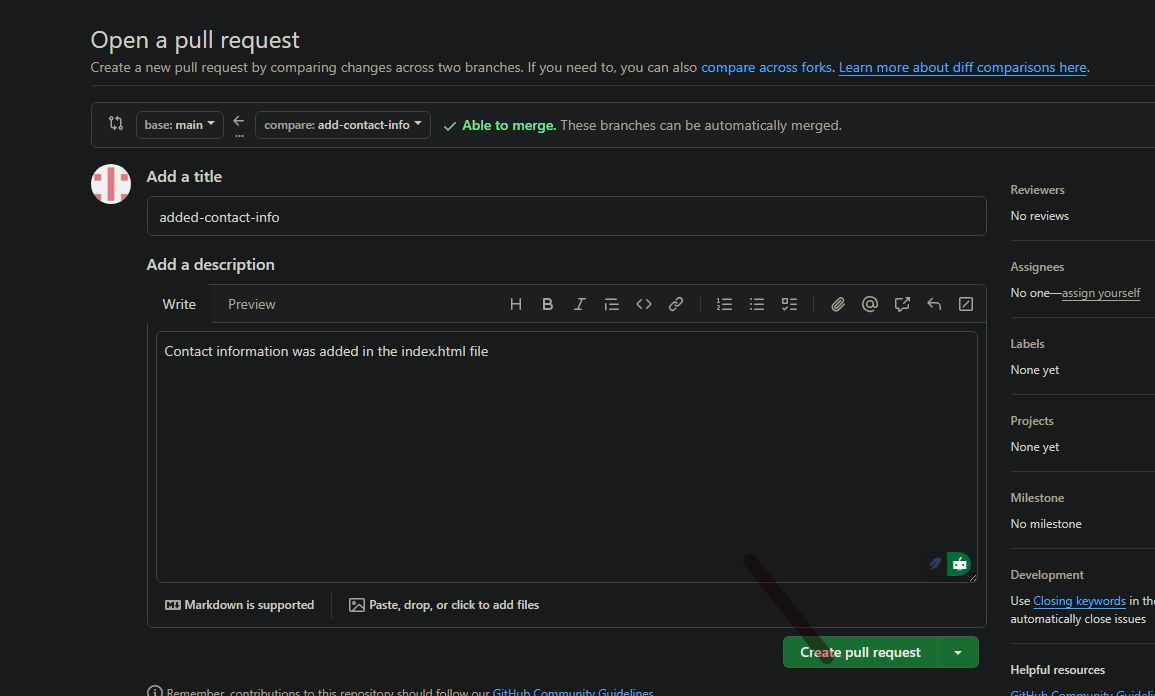 Open a pull request
Create a new pull request by comparing changes across two branches. If you need to, you can also compare across forks. Learn more about diff comparisons here.
base: main
...
compare: add-contact-info
Able to merge. These branches can be automatically merged.
Add a title
added-contact-info
Add a description
Write Preview
Contact information was added in the index.html file
Markdown is supported
Paste, drop, or click to add files
Create pull request
Remember, contributions to this repository should follow our GitHub Community Guidelines.
Reviewers
No reviews
Assignees
No one—assign yourself
Labels
None yet
Projects
None yet
Milestone
No milestone
Development
Use Closing keywords in the
automatically close issues
Helpful resources
GitHub Community